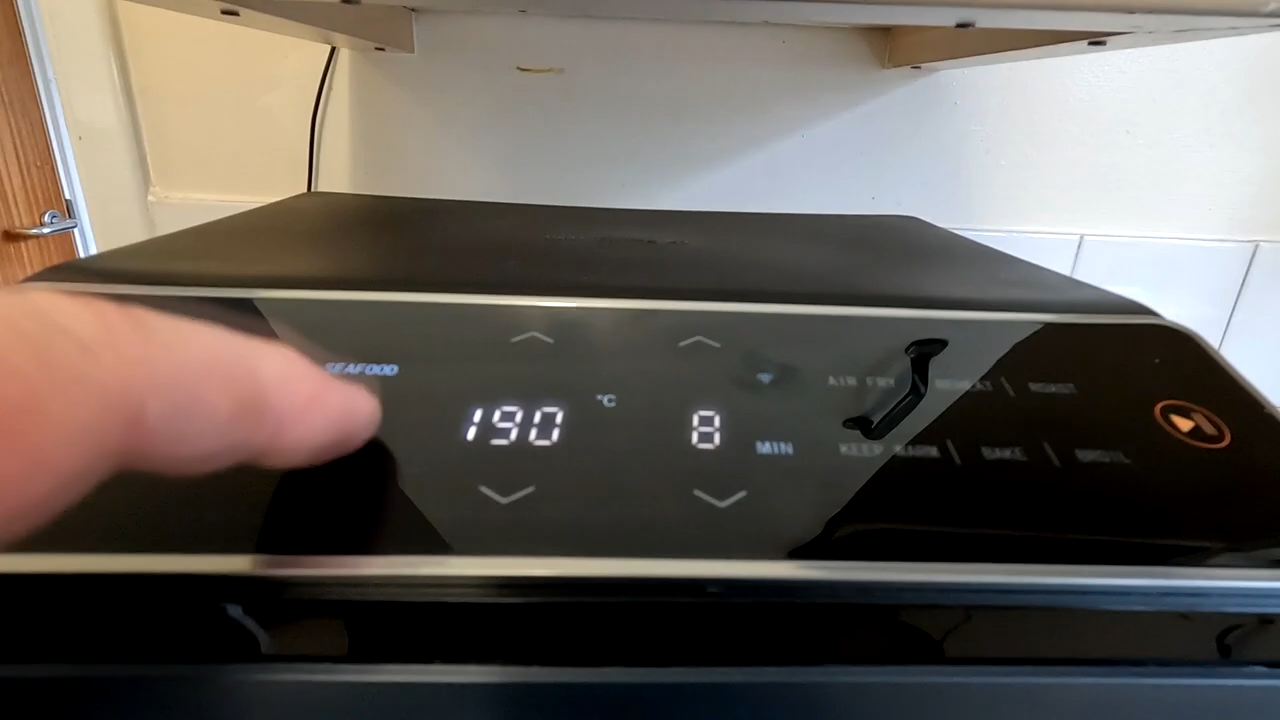 SEAFOOD
190 °C 8 MIN
AIR FRY | REHEAT | ROAST
KEEP WARM | BAKE | BROIL